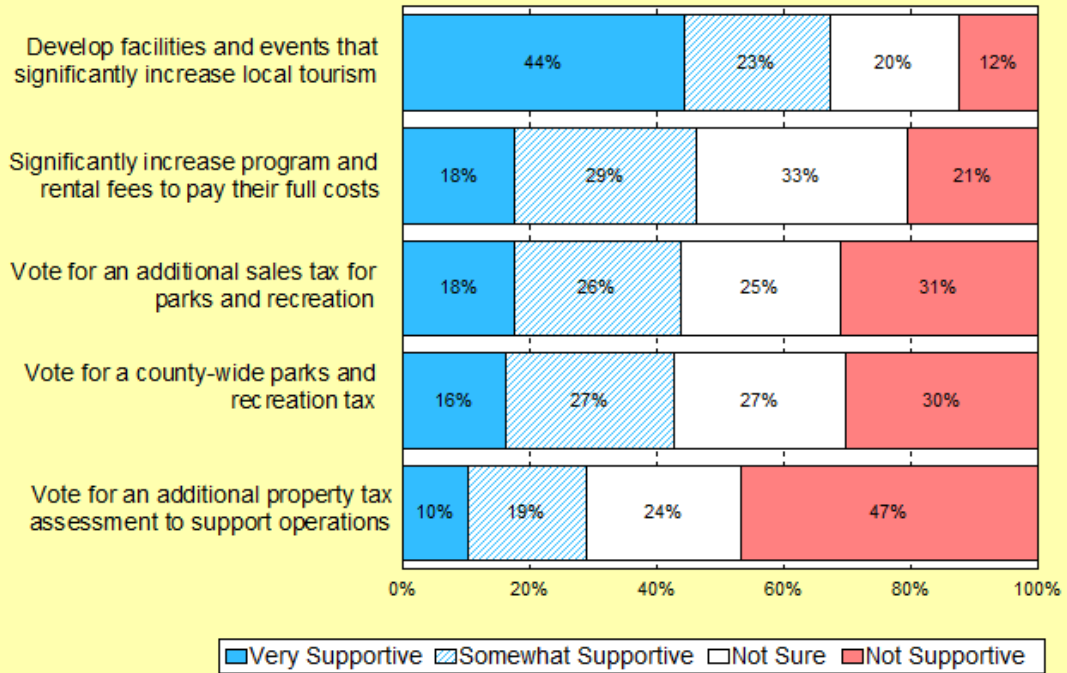 Develop facilities and events that
significantly increase local tourism
44%
23%
20%
12%
Significantly increase program and
rental fees to pay their full costs
18%
29%
33%
21%
Vote for an additional sales tax for
parks and recreation
18%
26%
25%
31%
Vote for a county-wide parks and
recreation tax
16%
27%
27%
30%
Vote for an additional property tax
assessment to support operations
10%
19%
24%
47%
0%
20%
40%
60%
80%
100%
Very Supportive
Somewhat Supportive
Not Sure
Not Supportive